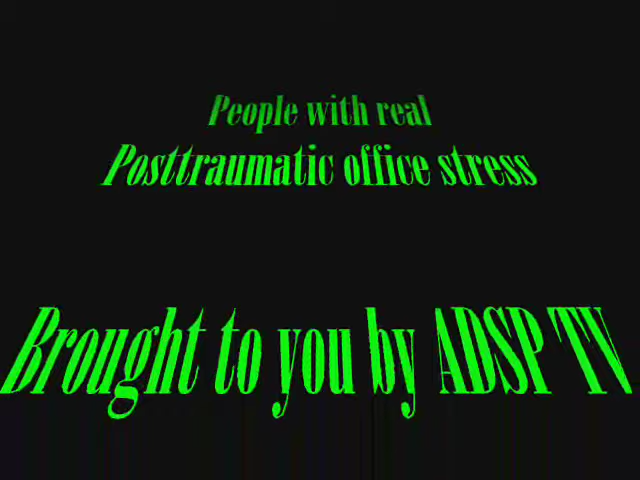 People with real
Posttraumatic office stress
Brought to you by ADSP TV